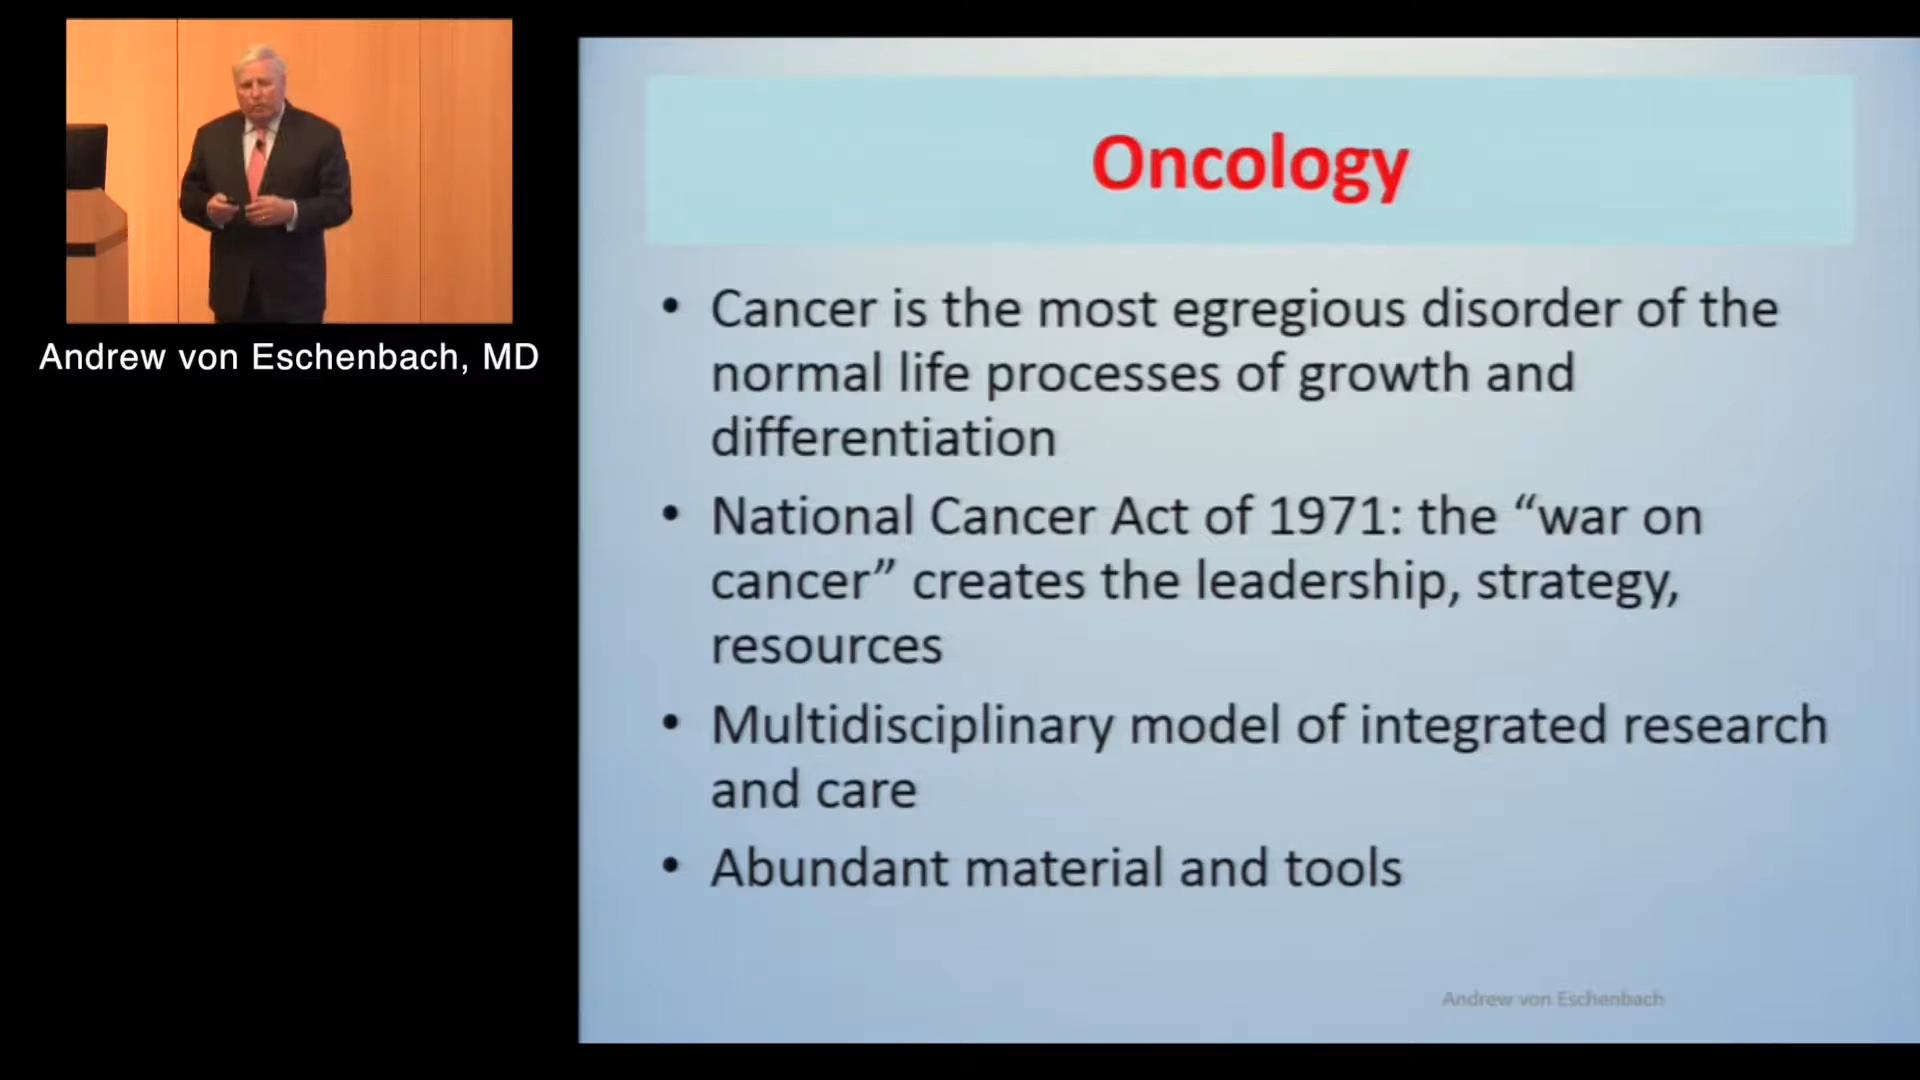 Andrew von Eschenbach, MD
Oncology
• Cancer is the most egregious disorder of the
normal life processes of growth and
differentiation
• National Cancer Act of 1971: the “war on
cancer” creates the leadership, strategy,
resources
• Multidisciplinary model of integrated research
and care
• Abundant material and tools
Andrew von Eschenbach